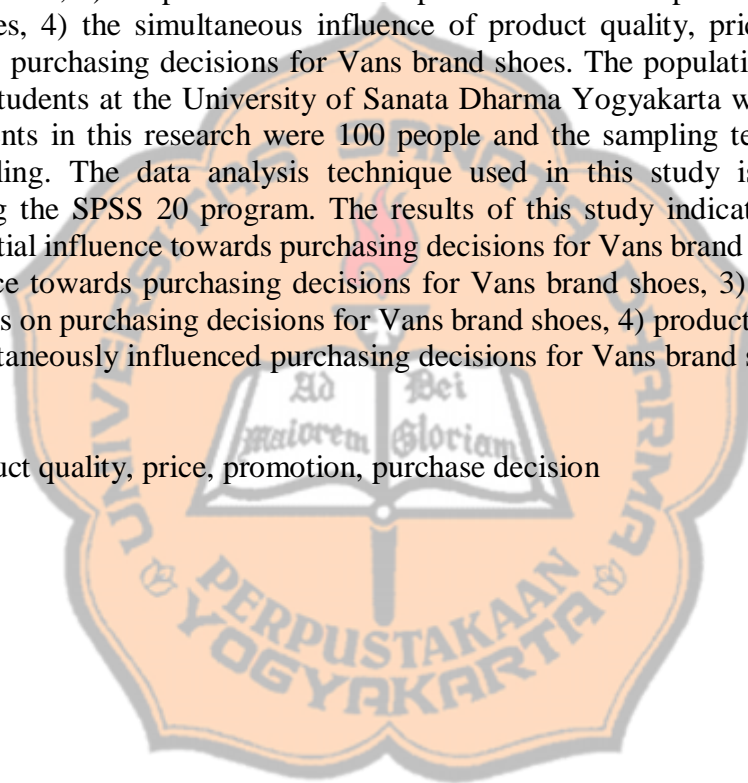 es, 4) the simultaneous influence of product quality, pric
purchasing decisions for Vans brand shoes. The populati
tudents at the University of Sanata Dharma Yogyakarta w
nts in this research were 100 people and the sampling te
ling. The data analysis technique used in this study is
g the SPSS 20 program. The results of this study indicat
tial influence towards purchasing decisions for Vans brand
ce towards purchasing decisions for Vans brand shoes, 3)
s on purchasing decisions for Vans brand shoes, 4) product
taneously influenced purchasing decisions for Vans brand s
uct quality, price, promotion, purchase decision
UNIVERSITAS SANATA DHARMA
Ad Dei
Maiorem Gloriam
PERPUSTAKAAN
YOGYAKARTA